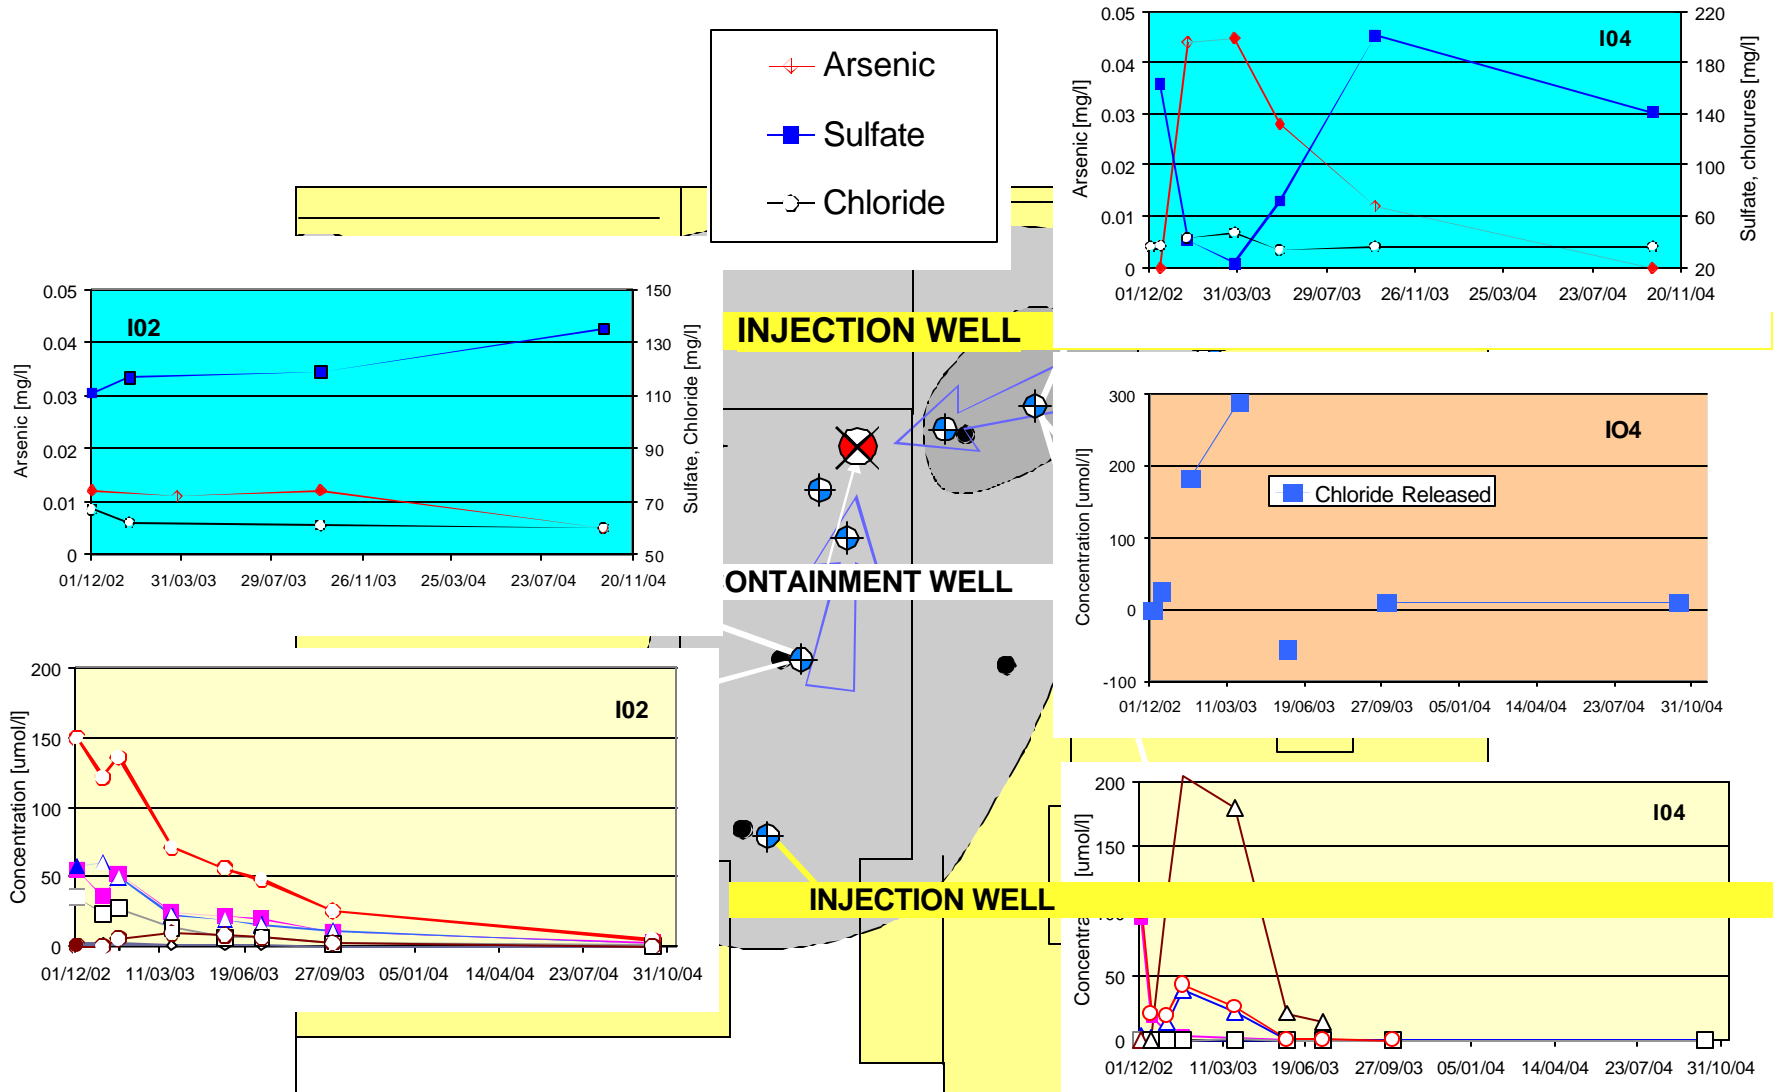 Arsenic
Sulfate
Chloride
I04
Arsenic [mg/l]
0.05
0.04
0.03
0.02
0.01
0
220
180
140
100
60
20
Sulfate, chlorures [mg/l]
01/12/02 31/03/03 29/07/03 26/11/03 25/03/04 23/07/04 20/11/04
I02
Arsenic [mg/l]
0.05
0.04
0.03
0.02
0.01
0
150
130
110
90
70
50
Sulfate, Chloride [mg/l]
01/12/02 31/03/03 29/07/03 26/11/03 25/03/04 23/07/04 20/11/04
INJECTION WELL
IO4
Chloride Released
Concentration [umol/l]
300
200
100
0
-100
01/12/02 11/03/03 19/06/03 27/09/03 05/01/04 14/04/04 23/07/04 31/10/04
ONTAINMENT WELL
I02
Concentration [umol/l]
200
150
100
50
0
01/12/02 11/03/03 19/06/03 27/09/03 05/01/04 14/04/04 23/07/04 31/10/04
I04
[umol/l]
Concentra
200
150
50
0
01/12/02 11/03/03 19/06/03 27/09/03 05/01/04 14/04/04 23/07/04 31/10/04
INJECTION WELL